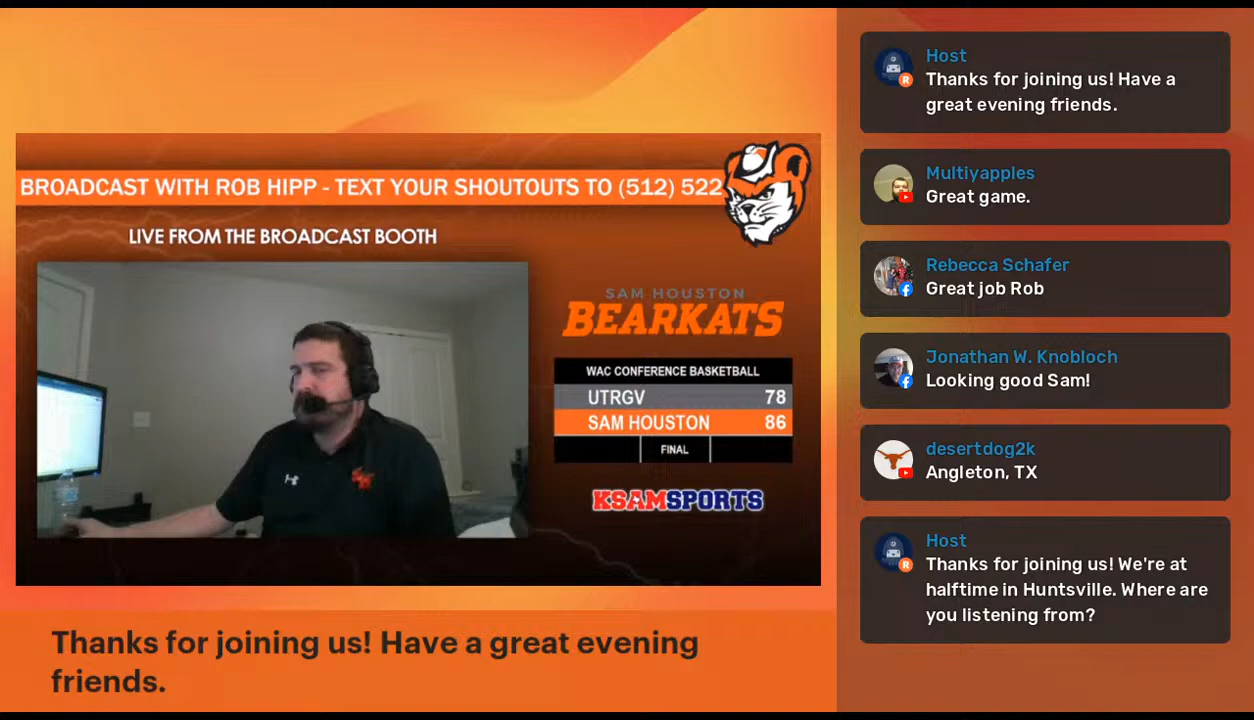 BROADCAST WITH ROB HIPP - TEXT YOUR SHOUTOUTS TO (512) 522
LIVE FROM THE BROADCAST BOOTH
SAM HOUSTON
BEARKATS
WAC CONFERENCE BASKETBALL
UTRGV 78
SAM HOUSTON 86
FINAL
KSAMSPORTS
Thanks for joining us! Have a great evening
friends.
Host
Thanks for joining us! Have a
great evening friends.
Multiyapples
Great game.
Rebecca Schafer
Great job Rob
Jonathan W. Knobloch
Looking good Sam!
desertdog2k
Angleton, TX
Host
Thanks for joining us! We're at
halftime in Huntsville. Where are
you listening from?
R
R